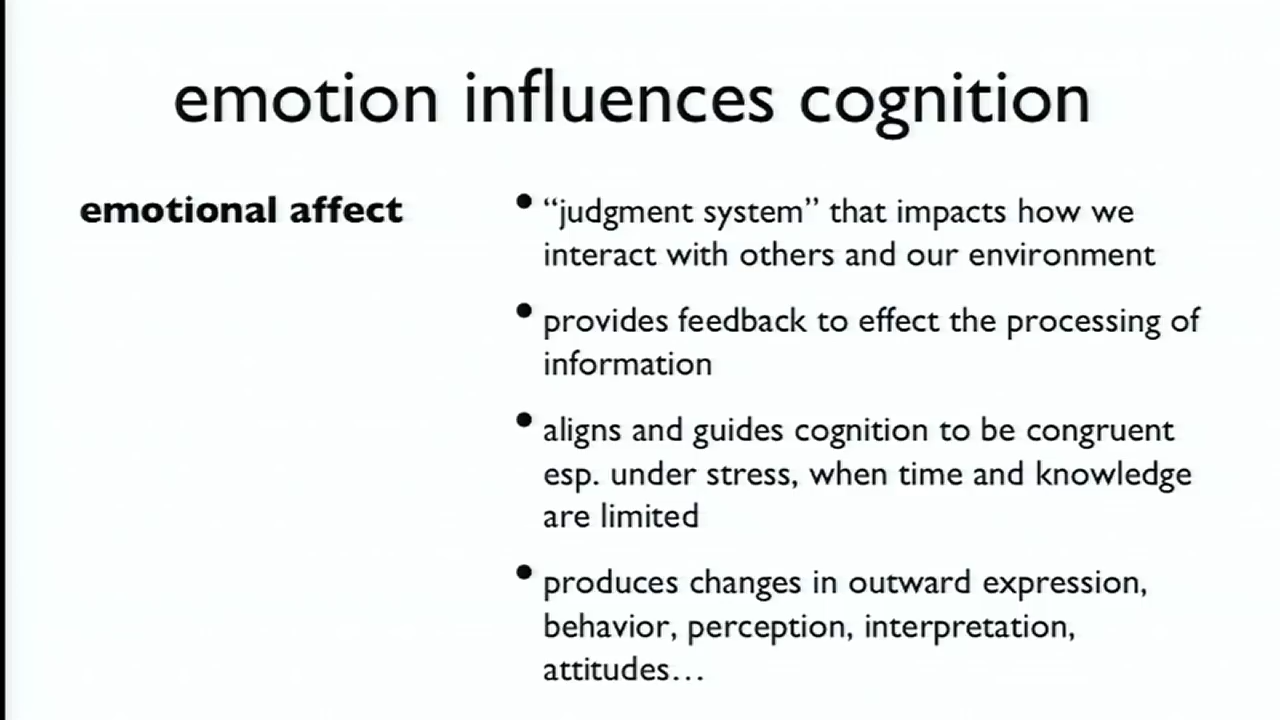 emotion influences cognition
emotional affect
• “judgment system” that impacts how we
interact with others and our environment
• provides feedback to effect the processing of
information
• aligns and guides cognition to be congruent
esp. under stress, when time and knowledge
are limited
• produces changes in outward expression,
behavior, perception, interpretation,
attitudes…